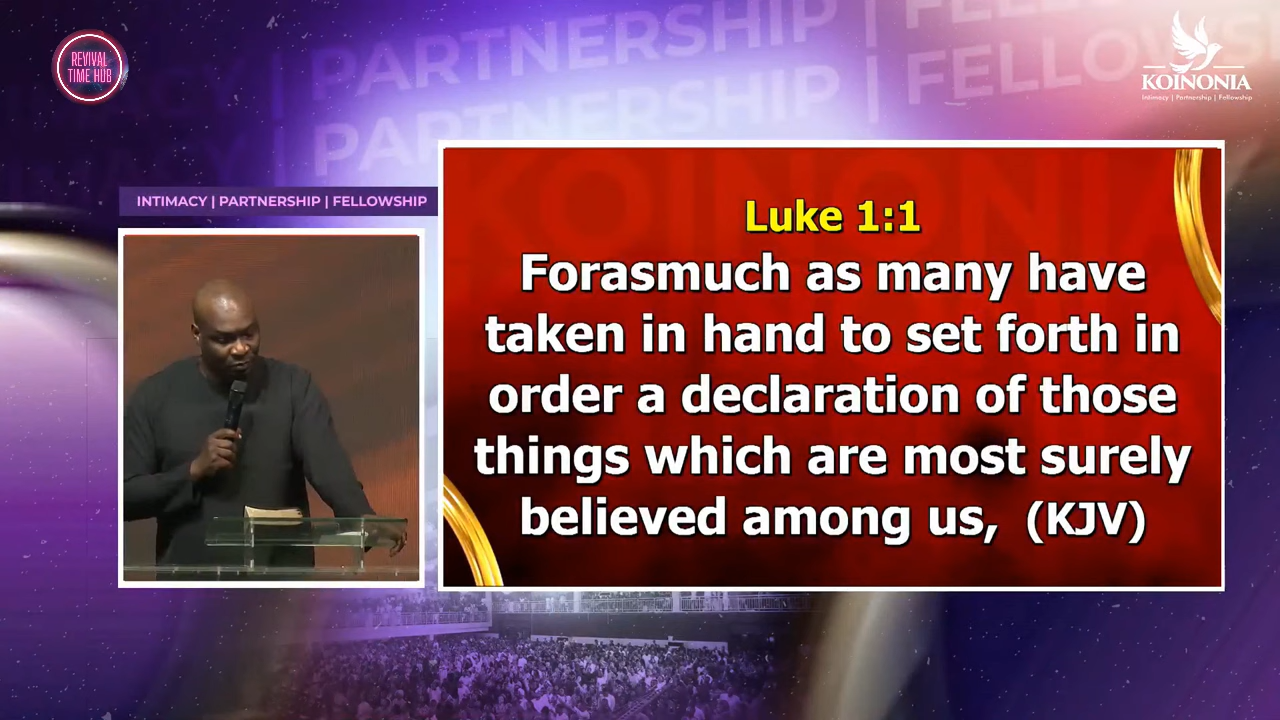 PARTNERSHIP | FELLOWSHIP
INTIMACY | PARTNERSHIP | FELLOWSHIP
REVIVAL
TIME HUB
KOINONIA
Intimacy | Partnership | Fellowship
INTIMACY | PARTNERSHIP | FELLOWSHIP
KOINONIA
Luke 1:1
Forasmuch as many have
taken in hand to set forth in
order a declaration of those
things which are most surely
believed among us, (KJV)